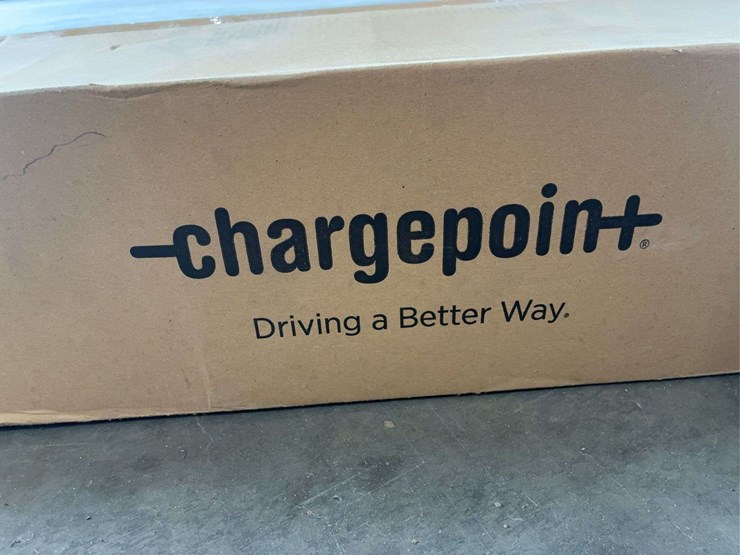 chargepoint®
Driving a Better Way.